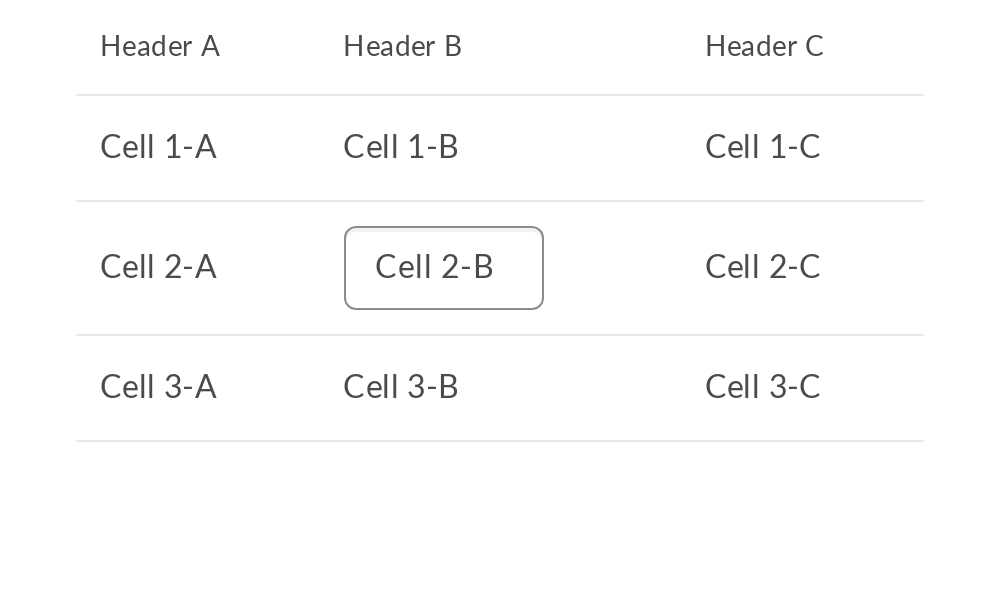 Header A Header B Header C
Cell 1-A Cell 1-B Cell 1-C
Cell 2-A Cell 2-B Cell 2-C
Cell 3-A Cell 3-B Cell 3-C